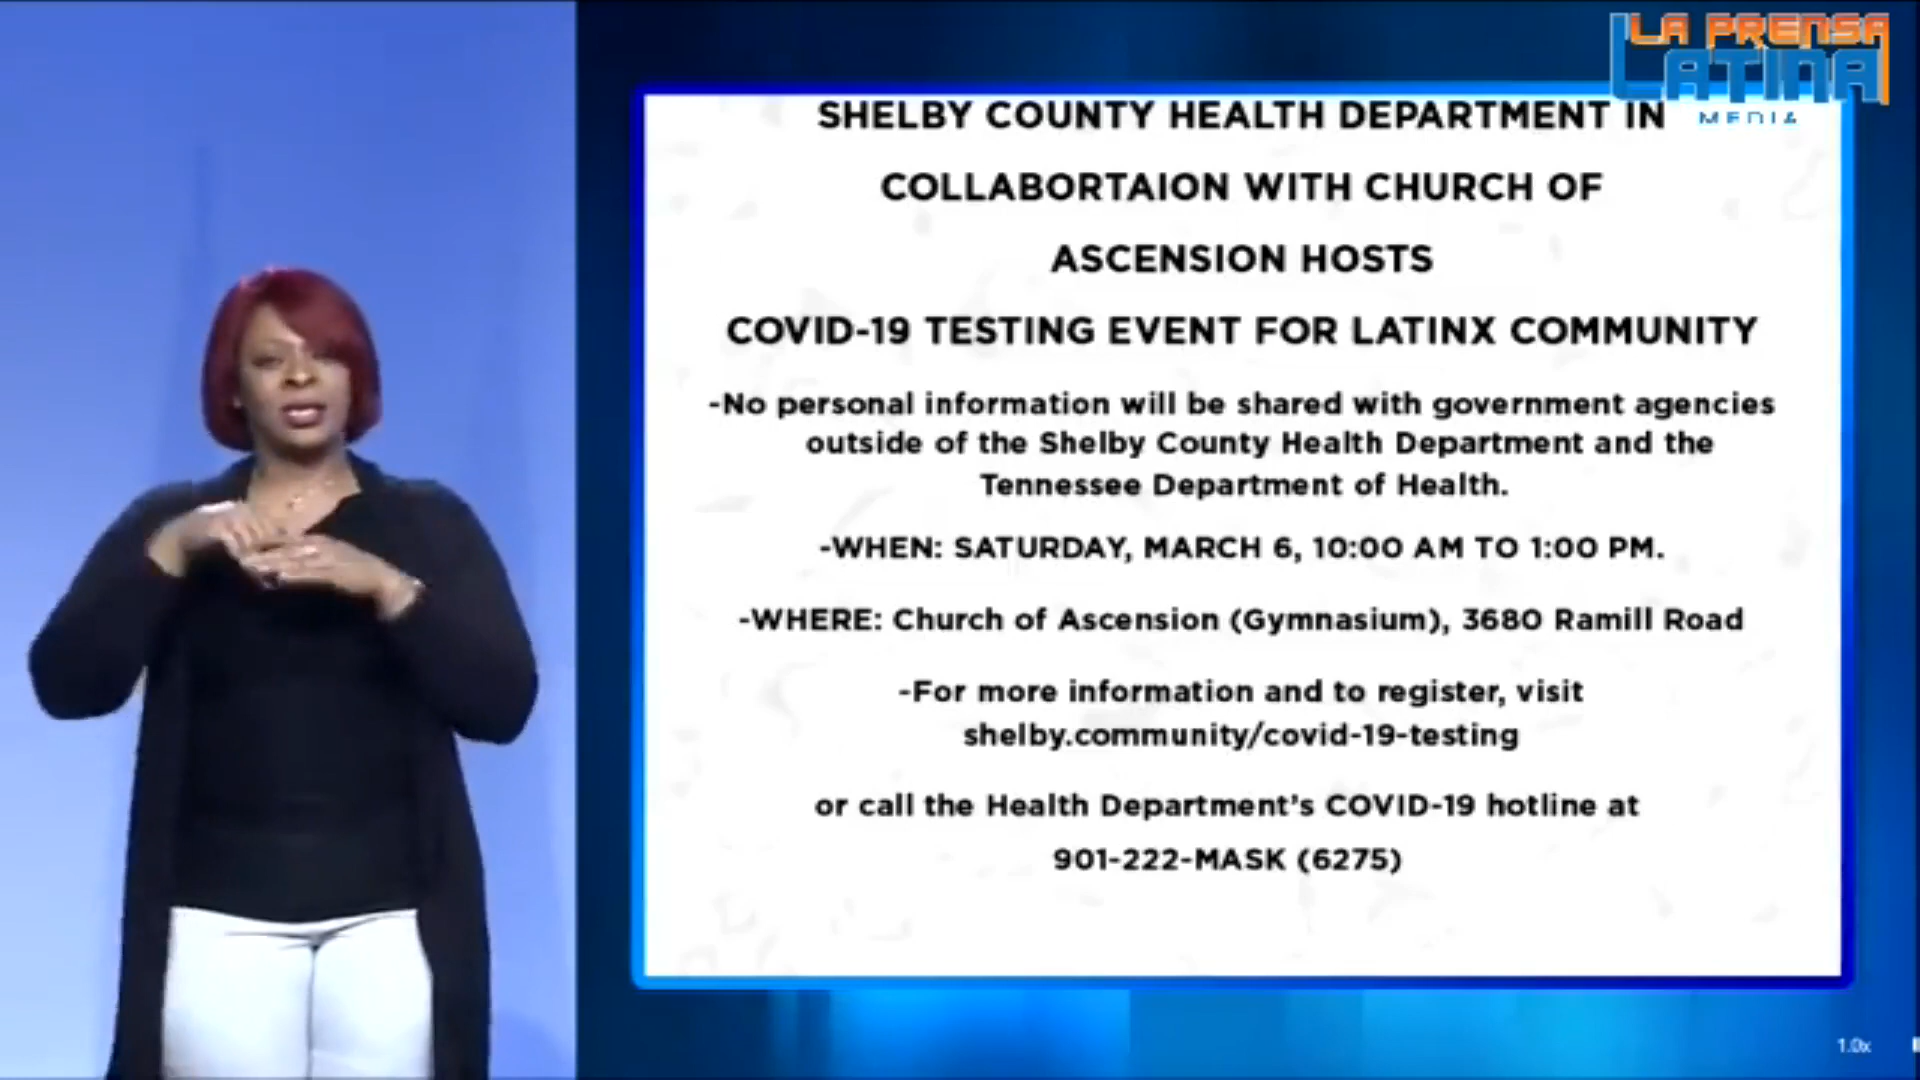 LA PRENSA
LATINA
MEDIA
SHELBY COUNTY HEALTH DEPARTMENT IN
COLLABORTAION WITH CHURCH OF
ASCENSION HOSTS
COVID-19 TESTING EVENT FOR LATINX COMMUNITY
-No personal information will be shared with government agencies
outside of the Shelby County Health Department and the
Tennessee Department of Health.
-WHEN: SATURDAY, MARCH 6, 10:00 AM TO 1:00 PM.
-WHERE: Church of Ascension (Gymnasium), 3680 Ramill Road
-For more information and to register, visit
shelby.community/covid-19-testing
or call the Health Department’s COVID-19 hotline at
901-222-MASK (6275)
1.0x